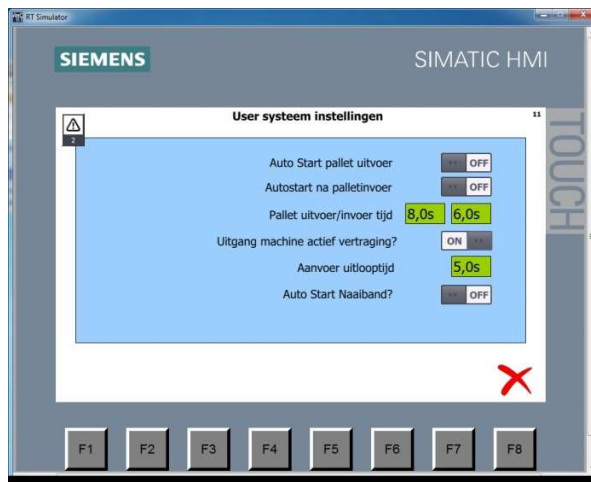 RT Simulator
SIEMENS
SIMATIC HMI
TOUCH
User systeem instellingen
11
2
Auto Start pallet uitvoer OFF
Autostart na palletinvoer OFF
Pallet uitvoer/invoer tijd 8,0s 6,0s
Uitgang machine actief vertraging? ON
Aanvoer uitlooptijd 5,0s
Auto Start Naaiband? OFF
F1 F2 F3 F4 F5 F6 F7 F8